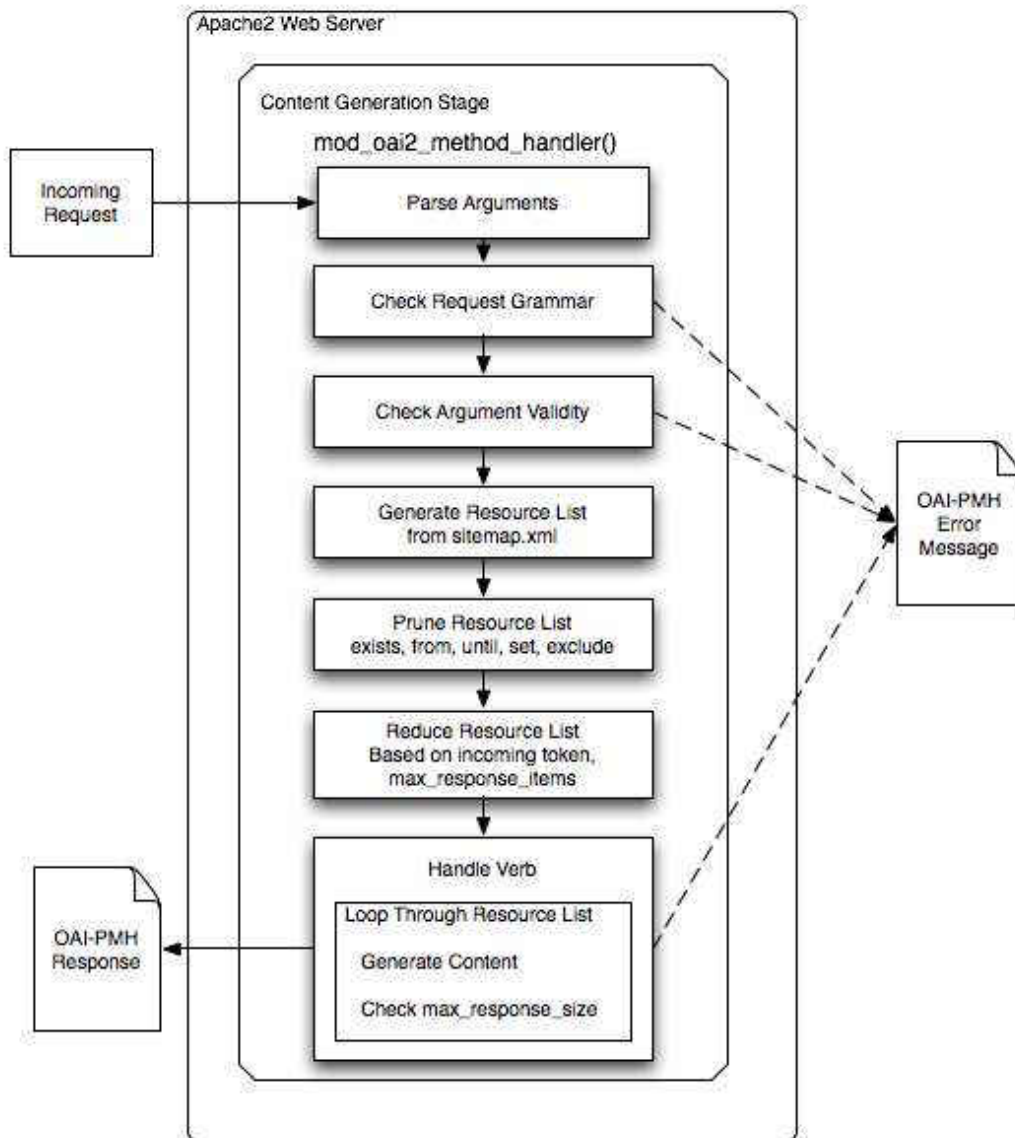 Apache2 Web Server
Content Generation Stage
mod_oai2_method_handler()
Incoming
Request
Parse Arguments
Check Request Grammar
Check Argument Validity
Generate Resource List
from sitemap.xml
OAI-PMH
Error
Message
Prune Resource List
exists, from, until, set, exclude
Reduce Resource List
Based on incoming token,
max_response_items
Handle Verb
Loop Through Resource List
Generate Content
Check max_response_size
OAI-PMH
Response